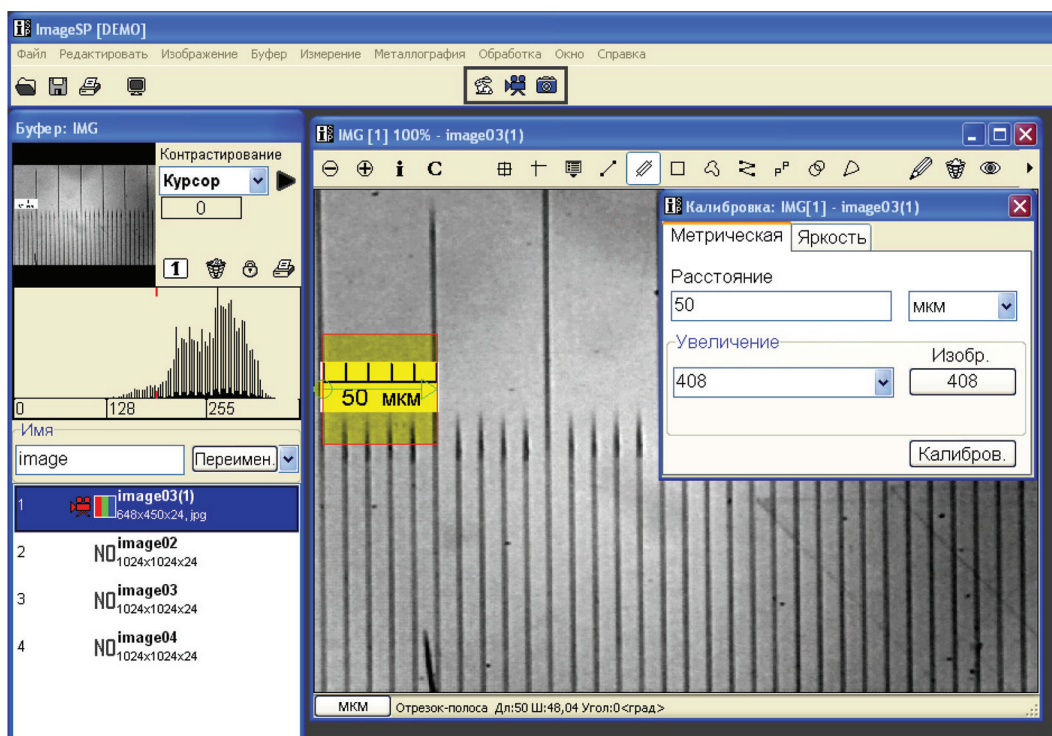 ImageSP [DEMO]
Файл Редактировать Изображение Буфер Измерение Металлография Обработка Окно Справка
Буфер: IMG
Контрастирование
Курсор
0
1
0 128 255
Имя
image Переимен.
1 image03(1)
648x450x24, jpg
2 NO image02
1024x1024x24
3 NO image03
1024x1024x24
4 NO image04
1024x1024x24
IMG [1] 100% - image03(1)
i C
50 мкм
Калибровка: IMG[1] - image03(1)
Метрическая Яркость
Расстояние
50 мкм
Увеличение
Изобр.
408 408
Калибров.
МКМ Отрезок-полоса Дл:50 Ш:48,04 Угол:0<град>